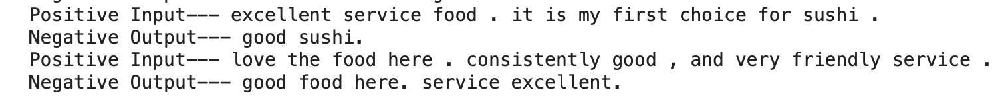 Positive Input--- excellent service food . it is my first choice for sushi .
Negative Output--- good sushi.
Positive Input--- love the food here . consistently good , and very friendly service .
Negative Output--- good food here. service excellent.